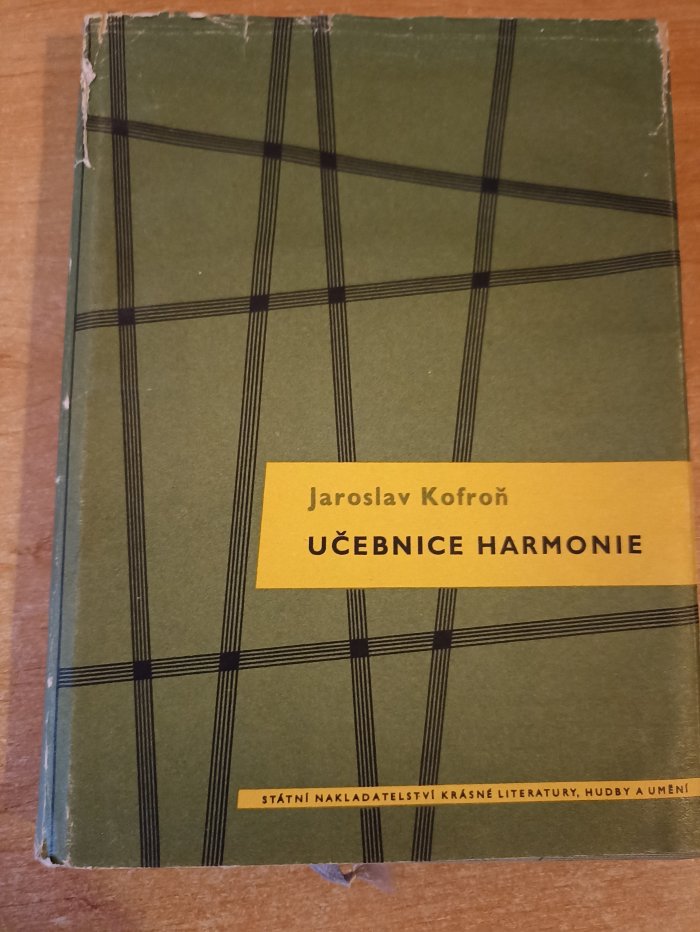 Jaroslav Kofroň
UČEBNICE HARMONIE
STÁTNÍ NAKLADATELSTVÍ KRÁSNÉ LITERATURY, HUDBY A UMĚNÍ